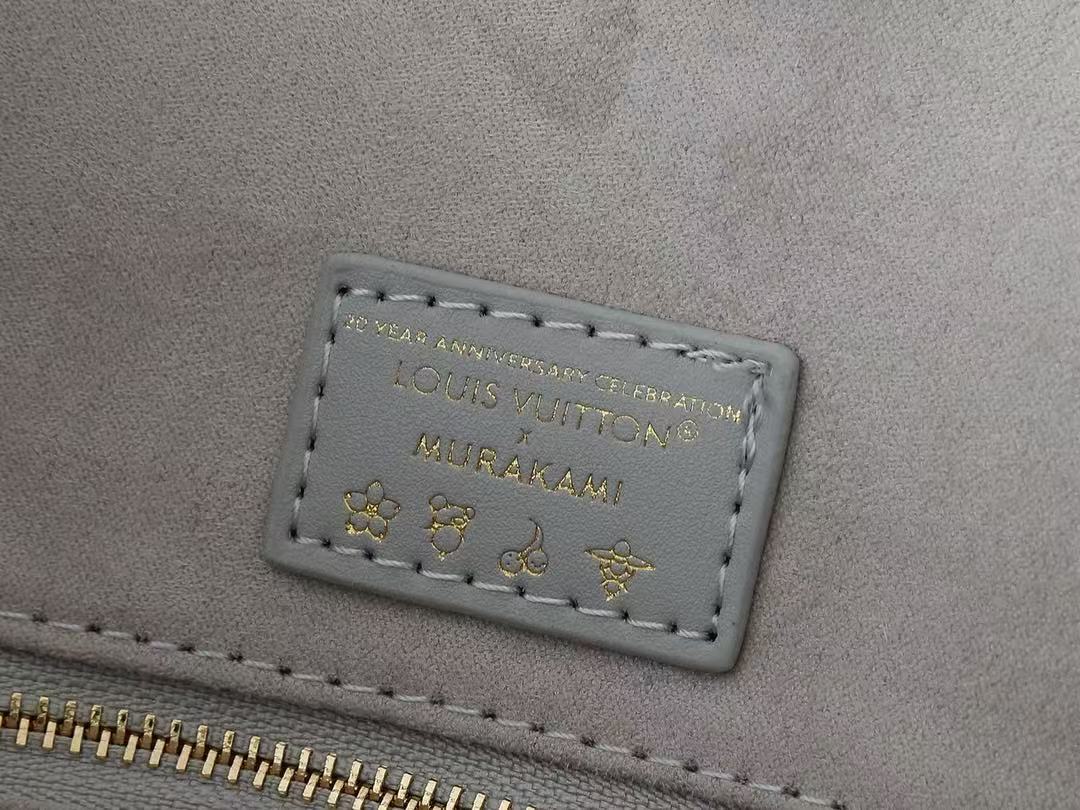 20 YEAR ANNIVERSARY CELEBRATION
LOUIS VUITTON®
x
MURAKAMI